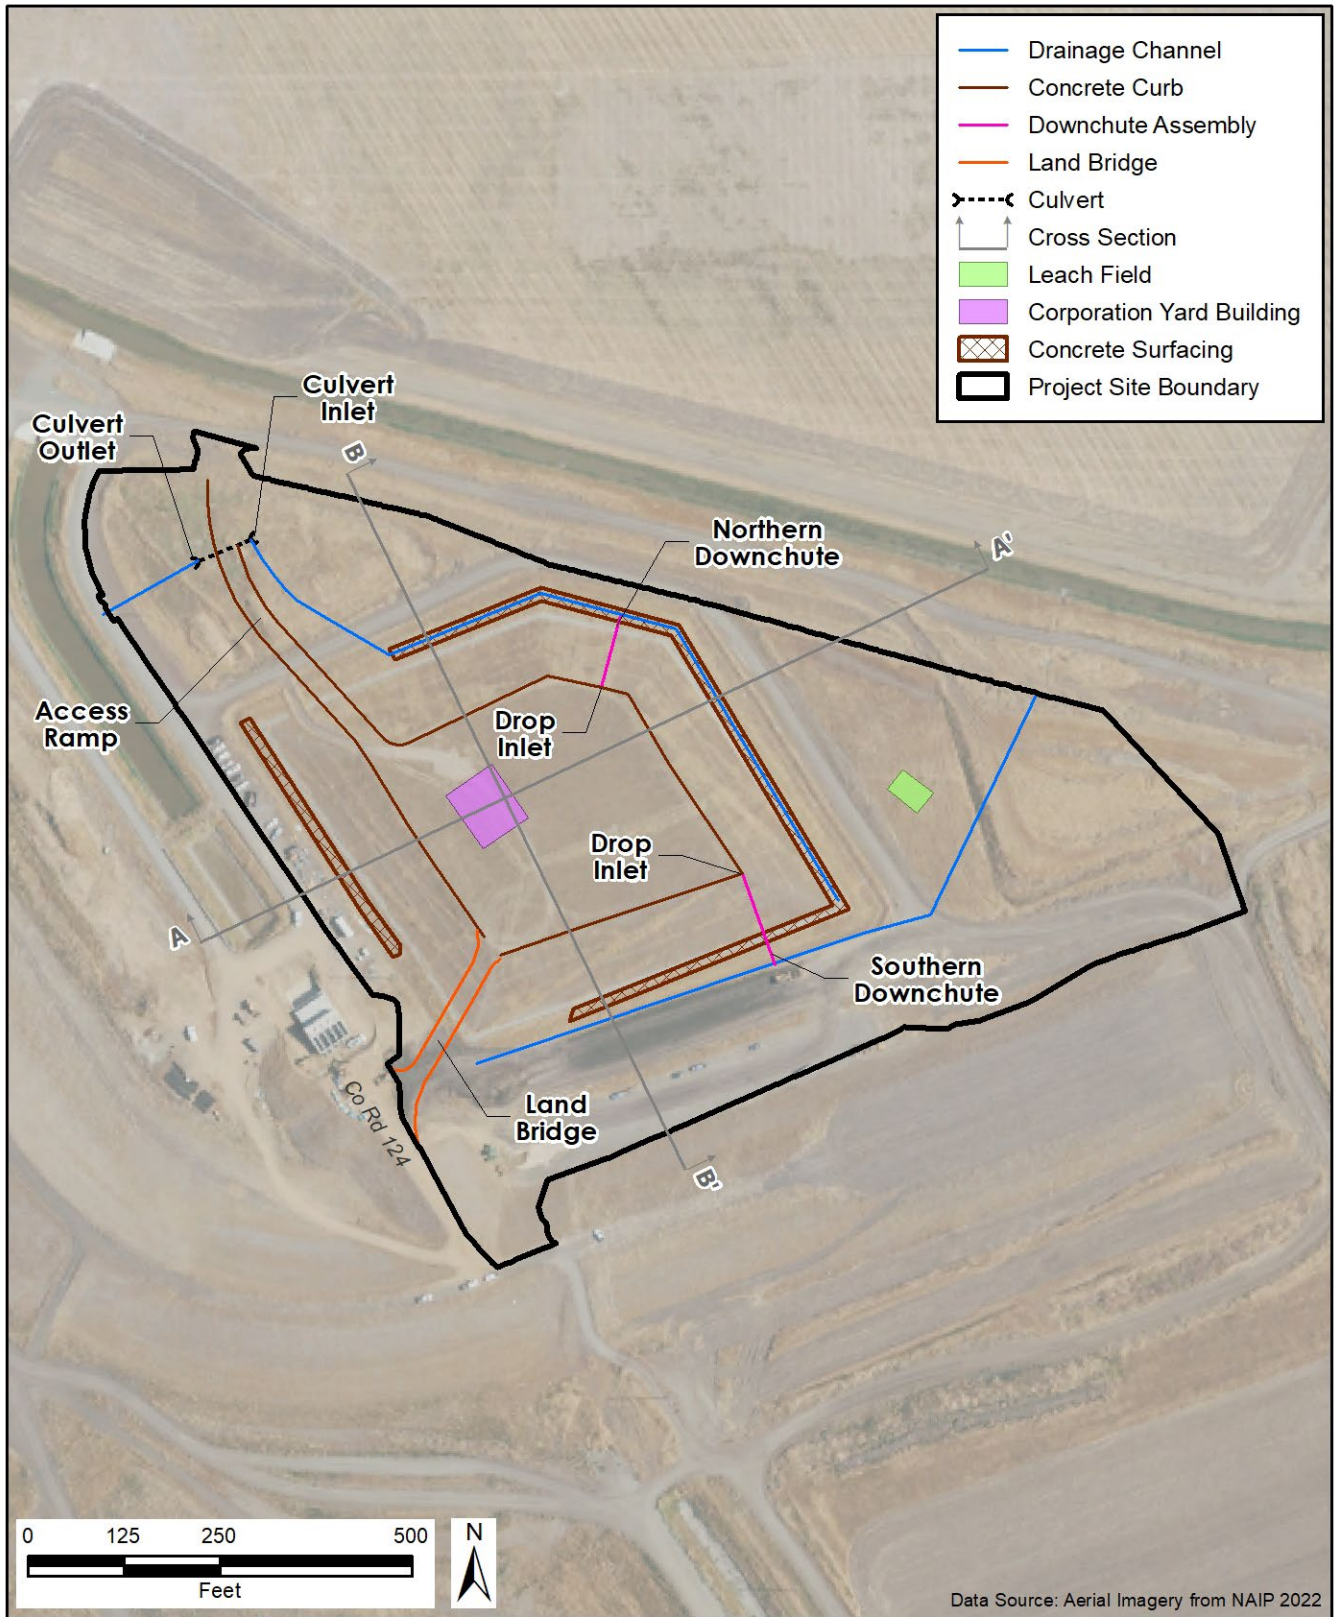 Drainage Channel
Concrete Curb
Downchute Assembly
Land Bridge
Culvert
Cross Section
Leach Field
Corporation Yard Building
Concrete Surfacing
Project Site Boundary
Culvert
Inlet
Culvert
Outlet
B
Northern
Downchute
A'
Access
Ramp
Drop
Inlet
Drop
Inlet
A
Southern
Downchute
Land
Bridge
Co Rd 124
B'
0 125 250 500
Feet
N
Data Source: Aerial Imagery from NAIP 2022